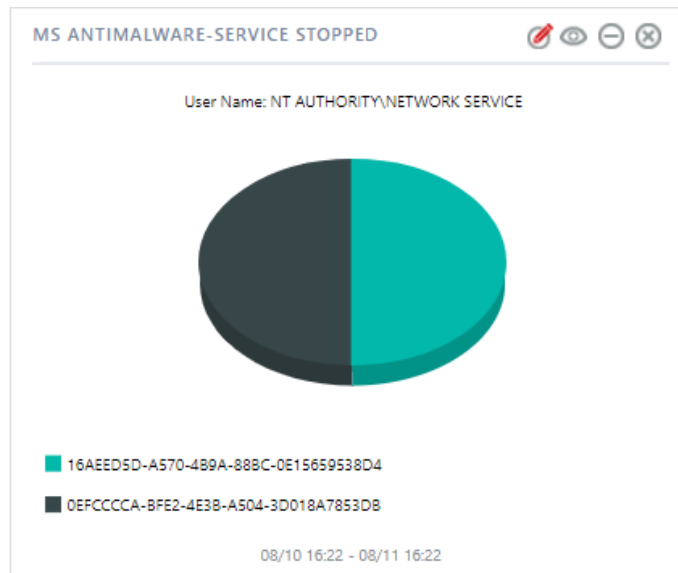 MS ANTIMALWARE-SERVICE STOPPED
User Name: NT AUTHORITY\NETWORK SERVICE
16AEED5D-A570-4B9A-88BC-0E15659538D4
0EFCCCCA-BFE2-4E3B-A504-3D018A7853DB
08/10 16:22 - 08/11 16:22